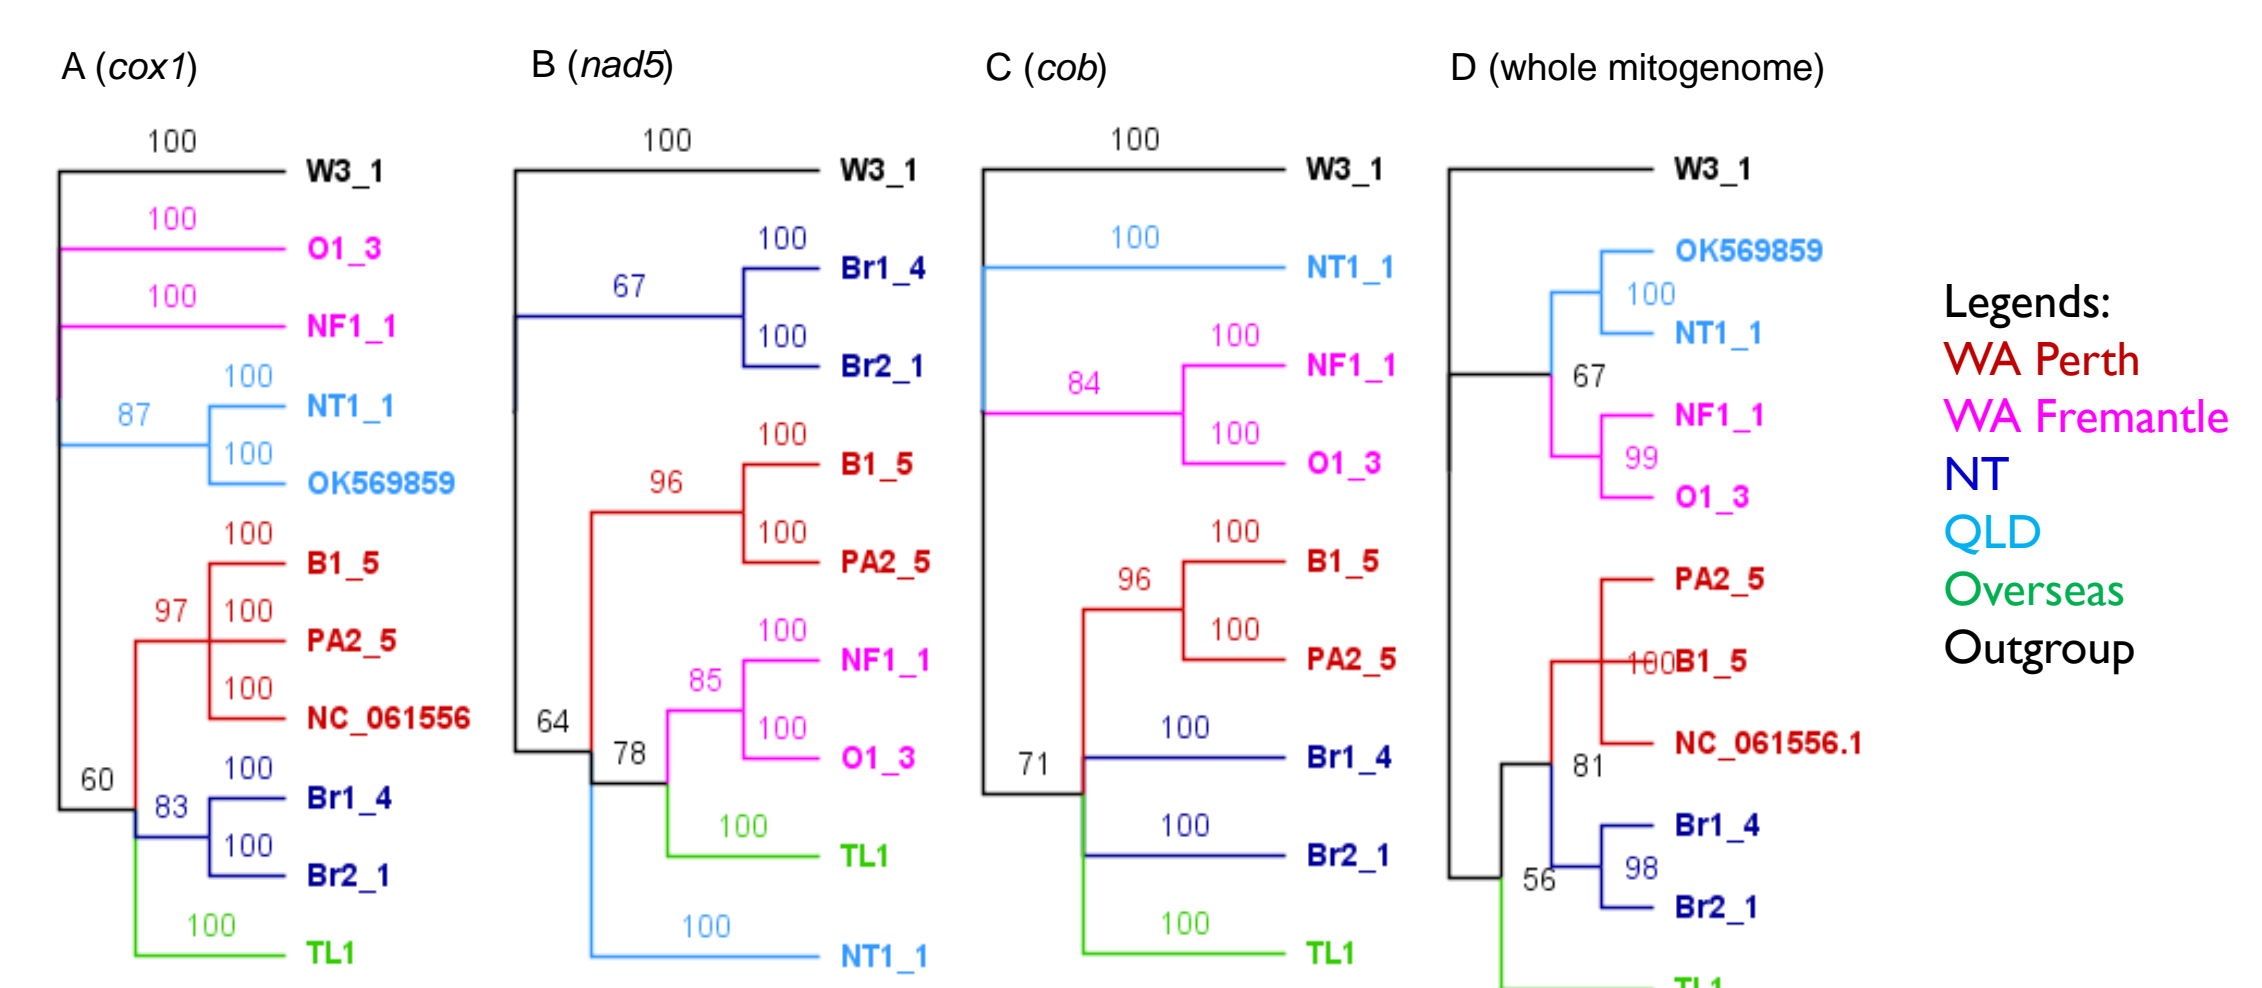 A (cox1)
100
W3_1
100
O1_3
100
NF1_1
100
87
NT1_1
100
OK569859
100
B1_5
97
100
PA2_5
100
NC_061556
100
60
83
Br1_4
100
Br2_1
100
TL1
B (nad5)
100
W3_1
100
Br1_4
67
100
Br2_1
100
B1_5
96
100
PA2_5
100
NF1_1
85
100
64
78
O1_3
100
TL1
100
NT1_1
C (cob)
100
W3_1
100
NT1_1
100
NF1_1
84
100
O1_3
100
B1_5
96
100
PA2_5
100
71
Br1_4
100
Br2_1
100
TL1
D (whole mitogenome)
W3_1
OK569859
100
NT1_1
67
NF1_1
99
O1_3
PA2_5
100
B1_5
NC_061556.1
81
Br1_4
56
98
Br2_1
TL1
Legends:
WA Perth
WA Fremantle
NT
QLD
Overseas
Outgroup